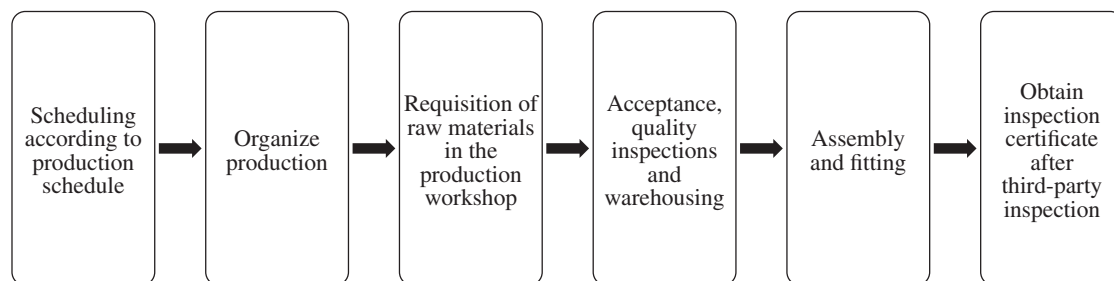 Scheduling
according to
production
schedule
Organize
production
Requisition of
raw materials
in the
production
workshop
Acceptance,
quality
inspections
and
warehousing
Assembly
and fitting
Obtain
inspection
certificate
after
third-party
inspection